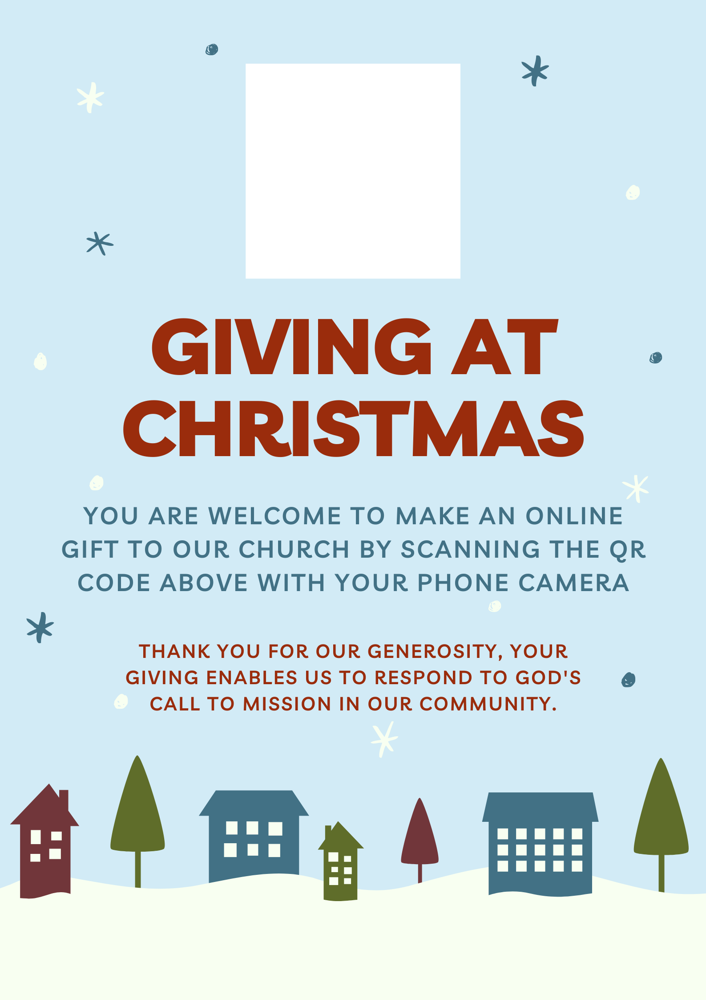 GIVING AT
CHRISTMAS
YOU ARE WELCOME TO MAKE AN ONLINE
GIFT TO OUR CHURCH BY SCANNING THE QR
CODE ABOVE WITH YOUR PHONE CAMERA
THANK YOU FOR OUR GENEROSITY, YOUR
GIVING ENABLES US TO RESPOND TO GOD'S
CALL TO MISSION IN OUR COMMUNITY.